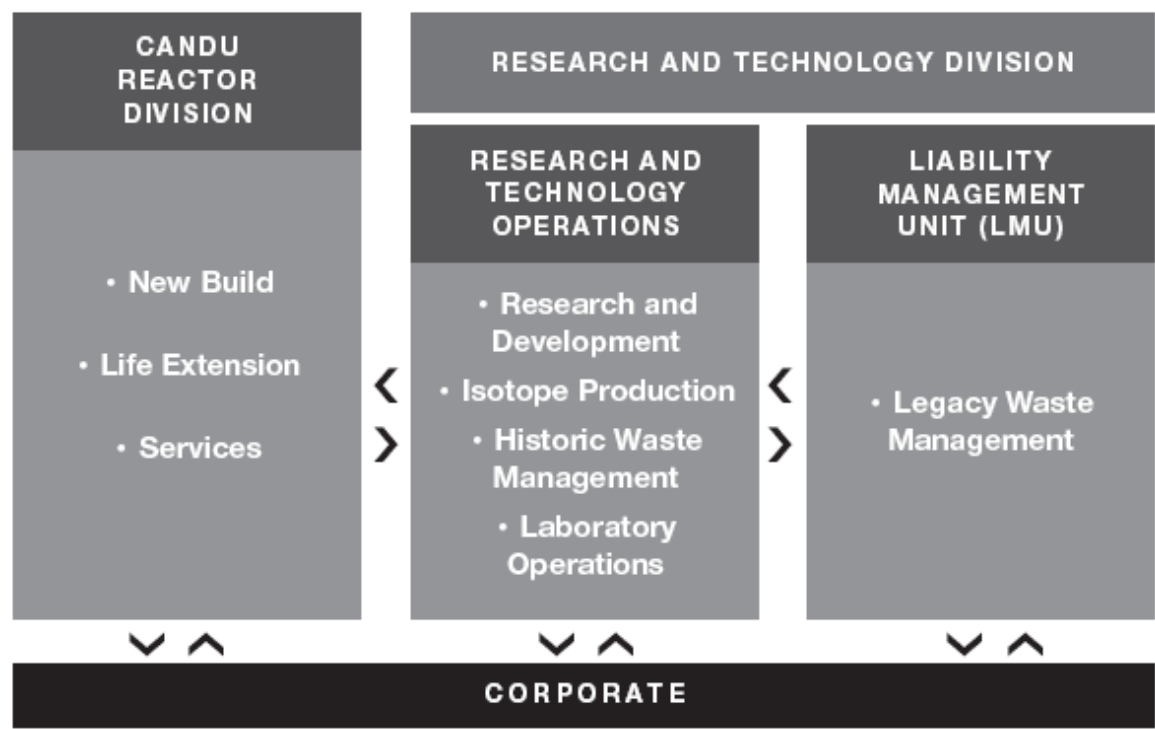 CANDU
REACTOR
DIVISION
• New Build
• Life Extension
• Services
RESEARCH AND TECHNOLOGY DIVISION
RESEARCH AND
TECHNOLOGY
OPERATIONS
• Research and
Development
• Isotope Production
• Historic Waste
Management
• Laboratory
Operations
LIABILITY
MANAGEMENT
UNIT (LMU)
• Legacy Waste
Management
CORPORATE